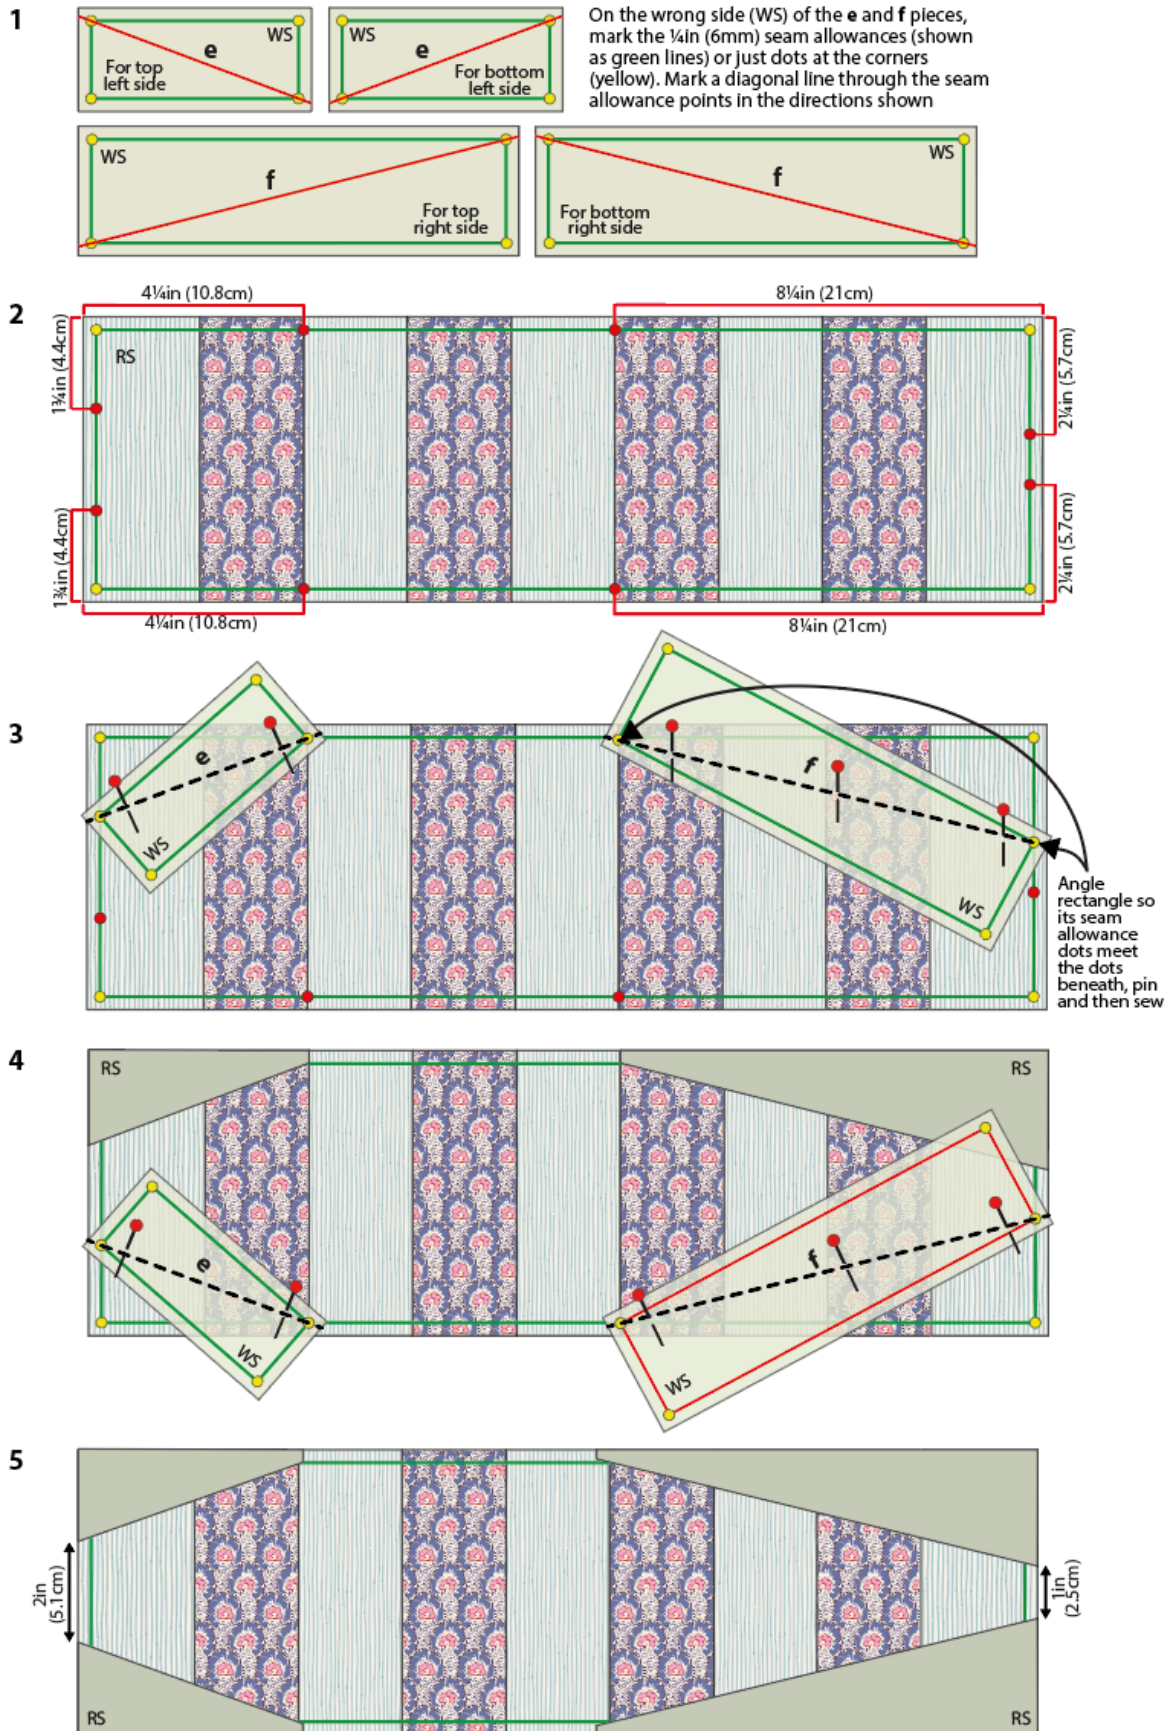 1
WS
e
For top
left side
WS
e
For bottom
left side
On the wrong side (WS) of the e and f pieces,
mark the ¼in (6mm) seam allowances (shown
as green lines) or just dots at the corners
(yellow). Mark a diagonal line through the seam
allowance points in the directions shown
WS
f
For top
right side
WS
f
For bottom
right side
2
4¼in (10.8cm)
8¼in (21cm)
1¾in (4.4cm)
RS
2¼in (5.7cm)
1¾in (4.4cm)
2¼in (5.7cm)
4¼in (10.8cm)
8¼in (21cm)
3
e
WS
f
WS
Angle
rectangle so
its seam
allowance
dots meet
the dots
beneath, pin
and then sew
4
RS
RS
e
WS
f
WS
5
2in
(5.1cm)
1in
(2.5cm)
RS
RS